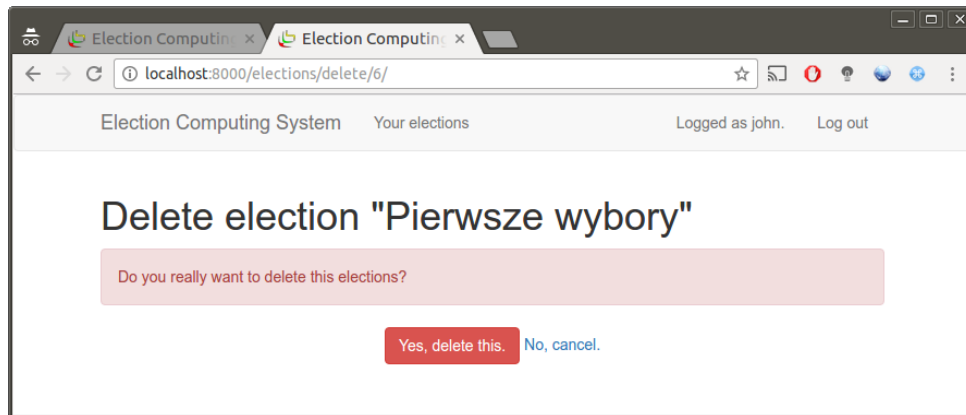 Election Computing Election Computing
localhost:8000/elections/delete/6/
Election Computing System Your elections Logged as john. Log out
Delete election "Pierwsze wybory"
Do you really want to delete this elections?
Yes, delete this. No, cancel.